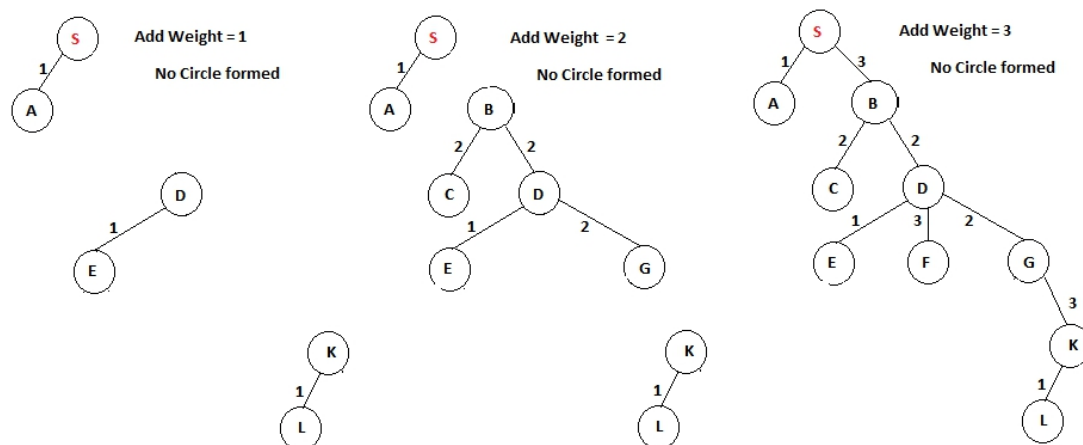 S
Add Weight = 1
1
No Circle formed
A
D
1
E
K
1
L
S
Add Weight = 2
1
No Circle formed
A
B
2
2
C
D
1
2
E
G
K
1
L
S
Add Weight = 3
1
3
No Circle formed
A
B
2
2
C
D
1
3
2
E
F
G
3
K
1
L